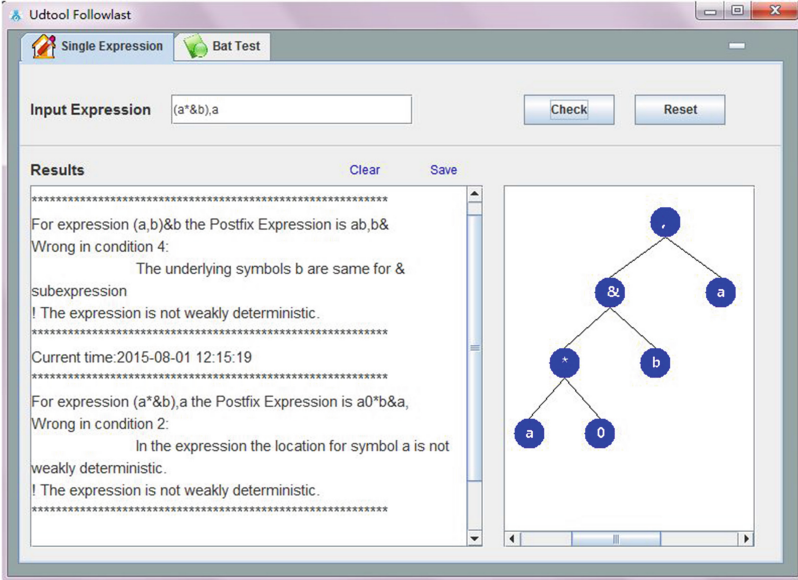 Udtool Followlast
Single Expression
Bat Test
Input Expression
(a*&b),a
Check
Reset
Results
Clear
Save
***********************************************************
For expression (a,b)&b the Postfix Expression is ab,b&
Wrong in condition 4:
The underlying symbols b are same for &
subexpression
! The expression is not weakly deterministic.
***********************************************************
Current time:2015-08-01 12:15:19
***********************************************************
For expression (a*&b),a the Postfix Expression is a0*b&a,
Wrong in condition 2:
In the expression the location for symbol a is not
weakly deterministic.
! The expression is not weakly deterministic.
***********************************************************
,
& a
* b
a 0